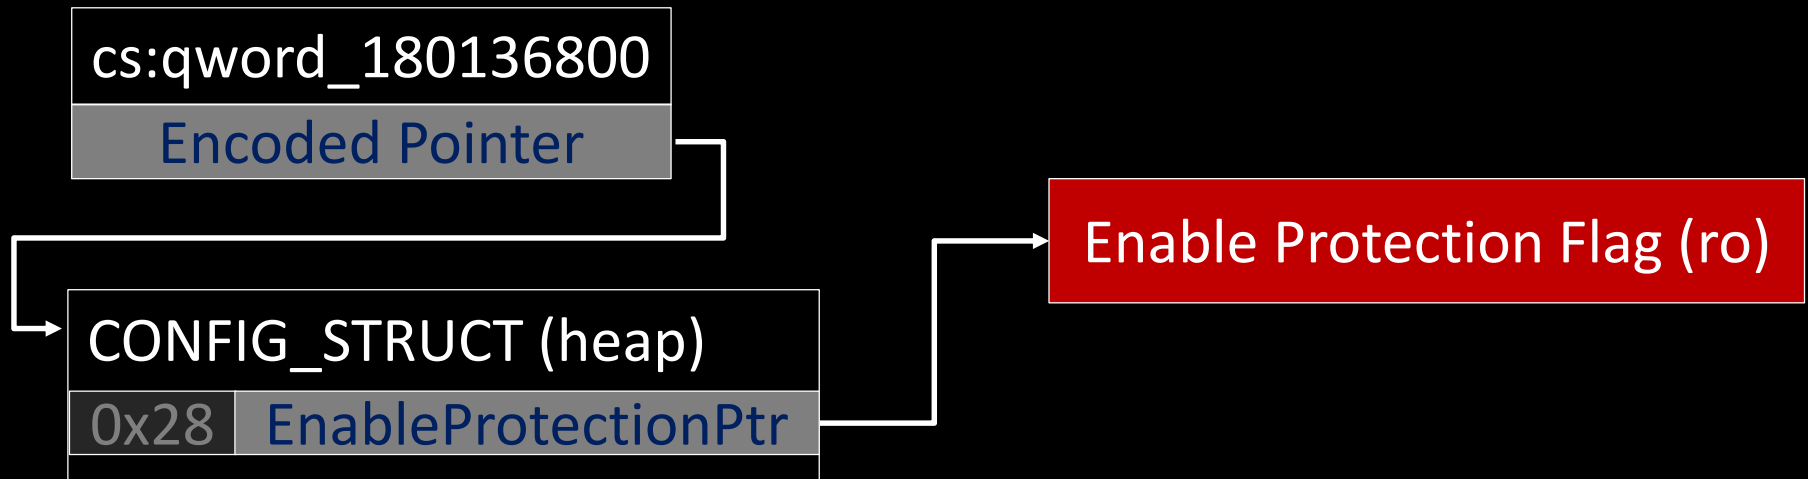 cs:qword_180136800
Encoded Pointer
Enable Protection Flag (ro)
CONFIG_STRUCT (heap)
0x28 EnableProtectionPtr